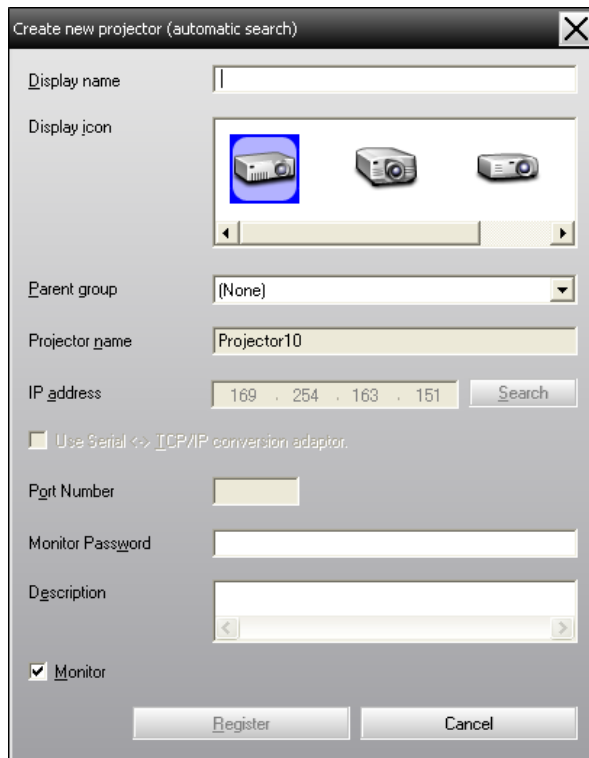 Create new projector (automatic search)
Display name
Display icon
Parent group (None)
Projector name Projector10
IP address 169 . 254 . 163 . 151 Search
Use Serial <-> TCP/IP conversion adaptor.
Port Number
Monitor Password
Description
Monitor
Register Cancel